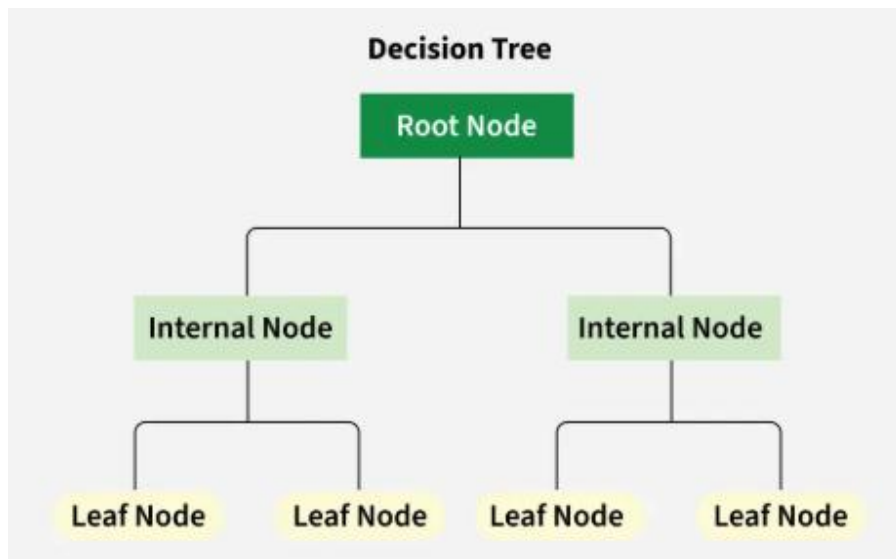 Decision Tree
Root Node
Internal Node
Internal Node
Leaf Node
Leaf Node
Leaf Node
Leaf Node